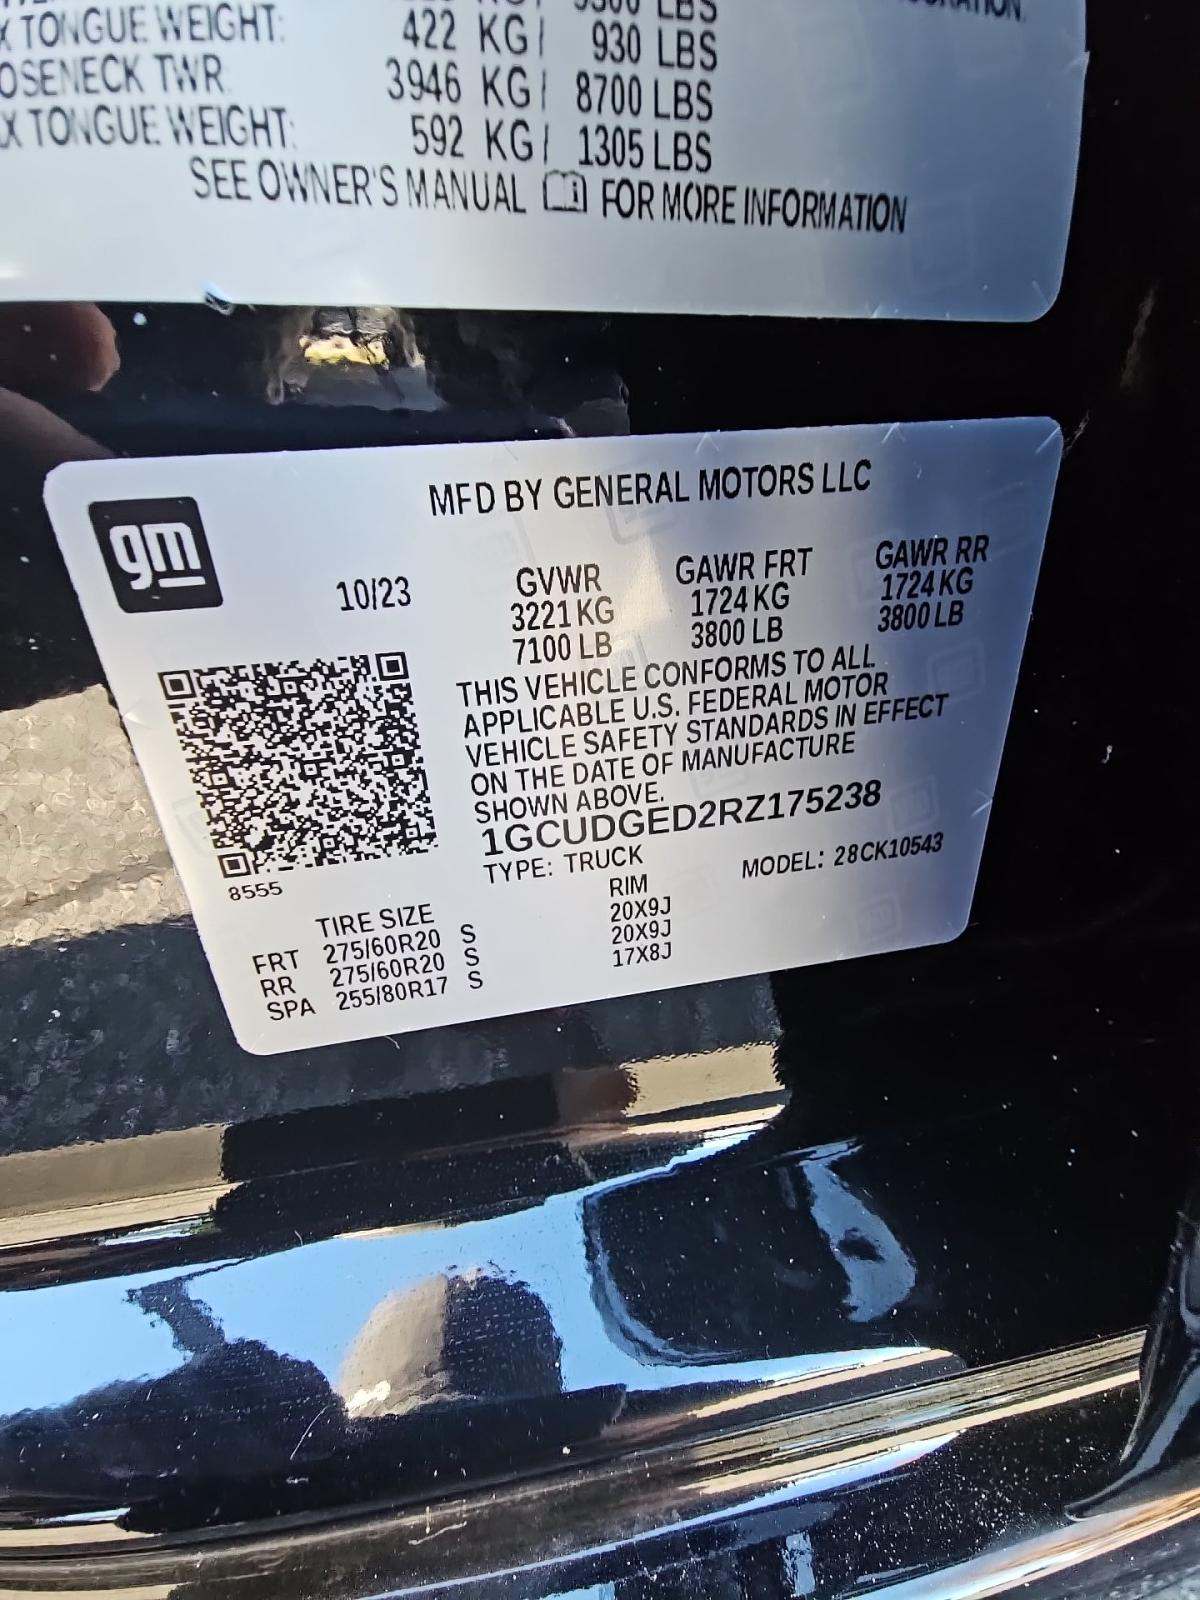 9300 LBS
X TONGUE WEIGHT: 422 KG/ 930 LBS
OSENECK TWR: 3946 KG/ 8700 LBS
X TONGUE WEIGHT: 592 KG/ 1305 LBS
SEE OWNER'S MANUAL FOR MORE INFORMATION
gm
MFD BY GENERAL MOTORS LLC
10/23
GVWR GAWR FRT GAWR RR
3221 KG 1724 KG 1724 KG
7100 LB 3800 LB 3800 LB
THIS VEHICLE CONFORMS TO ALL
APPLICABLE U.S. FEDERAL MOTOR
VEHICLE SAFETY STANDARDS IN EFFECT
ON THE DATE OF MANUFACTURE
SHOWN ABOVE.
1GCUDGED2RZ175238
TYPE: TRUCK MODEL: 28CK10543
8555
TIRE SIZE RIM
FRT 275/60R20 S 20X9J
RR 275/60R20 S 20X9J
SPA 255/80R17 S 17X8J